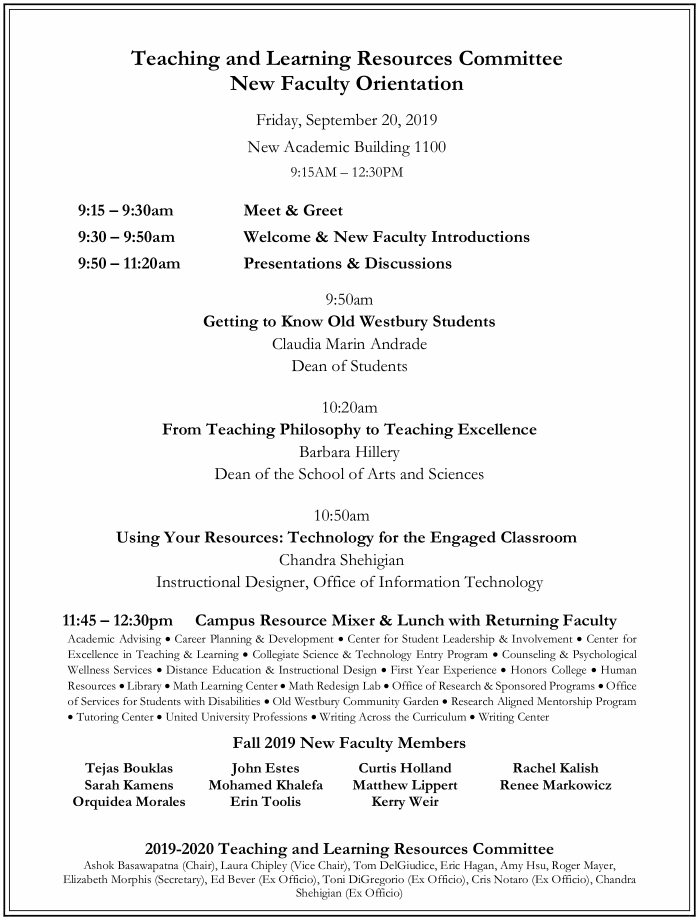 Teaching and Learning Resources Committee
New Faculty Orientation
Friday, September 20, 2019
New Academic Building 1100
9:15AM – 12:30PM
9:15 – 9:30am Meet & Greet
9:30 – 9:50am Welcome & New Faculty Introductions
9:50 – 11:20am Presentations & Discussions
9:50am
Getting to Know Old Westbury Students
Claudia Marin Andrade
Dean of Students
10:20am
From Teaching Philosophy to Teaching Excellence
Barbara Hillery
Dean of the School of Arts and Sciences
10:50am
Using Your Resources: Technology for the Engaged Classroom
Chandra Shehigian
Instructional Designer, Office of Information Technology
11:45 – 12:30pm Campus Resource Mixer & Lunch with Returning Faculty
Academic Advising • Career Planning & Development • Center for Student Leadership & Involvement • Center for
Excellence in Teaching & Learning • Collegiate Science & Technology Entry Program • Counseling & Psychological
Wellness Services • Distance Education & Instructional Design • First Year Experience • Honors College • Human
Resources • Library • Math Learning Center • Math Redesign Lab • Office of Research & Sponsored Programs • Office
of Services for Students with Disabilities • Old Westbury Community Garden • Research Aligned Mentorship Program
• Tutoring Center • United University Professions • Writing Across the Curriculum • Writing Center
Fall 2019 New Faculty Members
Tejas Bouklas John Estes Curtis Holland Rachel Kalish
Sarah Kamens Mohamed Khalefa Matthew Lippert Renee Markowicz
Orquidea Morales Erin Toolis Kerry Weir
2019-2020 Teaching and Learning Resources Committee
Ashok Basawapatna (Chair), Laura Chipley (Vice Chair), Tom DelGiudice, Eric Hagan, Amy Hsu, Roger Mayer,
Elizabeth Morphis (Secretary), Ed Bever (Ex Officio), Toni DiGregorio (Ex Officio), Cris Notaro (Ex Officio), Chandra
Shehigian (Ex Officio)